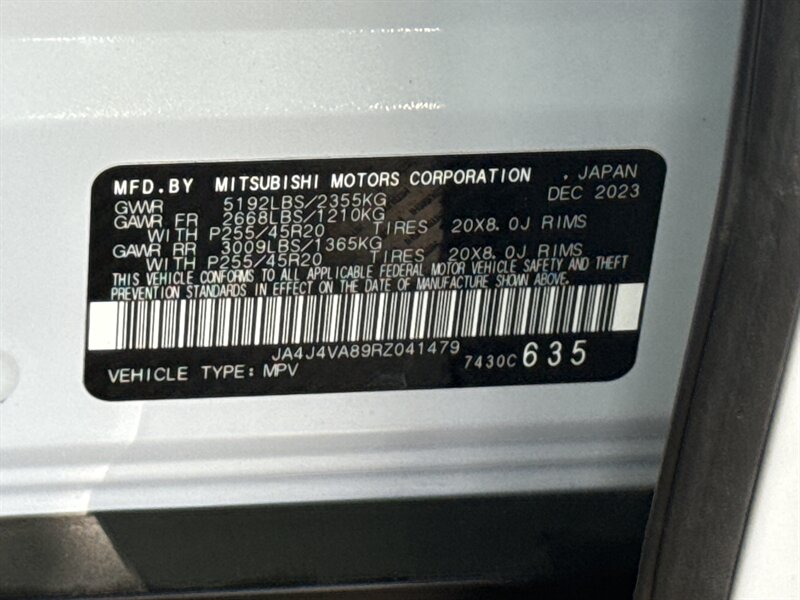 MFD.BY MITSUBISHI MOTORS CORPORATION , JAPAN
DEC 2023
GVWR 5192LBS/2355KG
GAWR FR 2668LBS/1210KG
WITH P255/45R20 TIRES 20X8.0J RIMS
GAWR RR 3009LBS/1365KG
WITH P255/45R20 TIRES 20X8.0J RIMS
THIS VEHICLE CONFORMS TO ALL APPLICABLE FEDERAL MOTOR VEHICLE SAFETY AND THEFT
PREVENTION STANDARDS IN EFFECT ON THE DATE OF MANUFACTURE SHOWN ABOVE.
JA4J4VA89RZ041479
VEHICLE TYPE: MPV 7430C 635